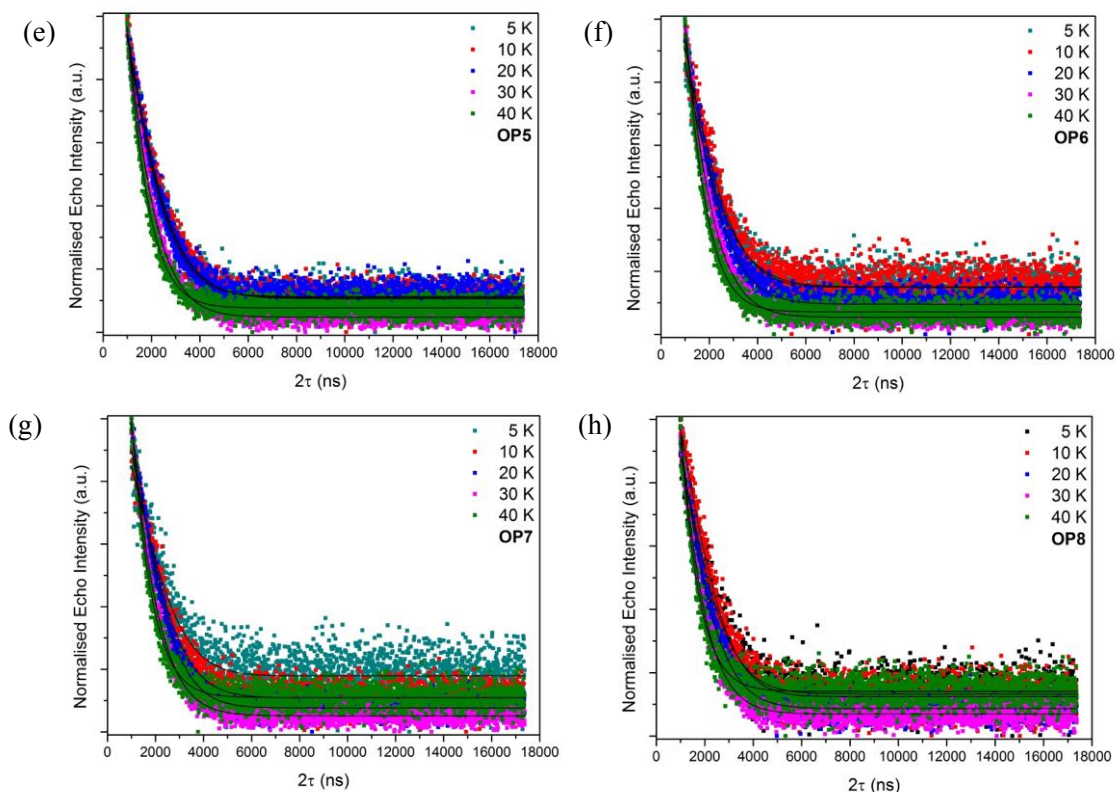 (e)
5 K
10 K
20 K
30 K
40 K
OP5
Normalised Echo Intensity (a.u.)
0 2000 4000 6000 8000 10000 12000 14000 16000 18000
2τ (ns)
(f)
5 K
10 K
20 K
30 K
40 K
OP6
Normalised Echo Intensity (a.u.)
0 2000 4000 6000 8000 10000 12000 14000 16000 18000
2τ (ns)
(g)
5 K
10 K
20 K
30 K
40 K
OP7
Normalised Echo Intensity (a.u.)
0 2000 4000 6000 8000 10000 12000 14000 16000 18000
2τ (ns)
(h)
5 K
10 K
20 K
30 K
40 K
OP8
Normalised Echo Intensity (a.u.)
0 2000 4000 6000 8000 10000 12000 14000 16000 18000
2τ (ns)